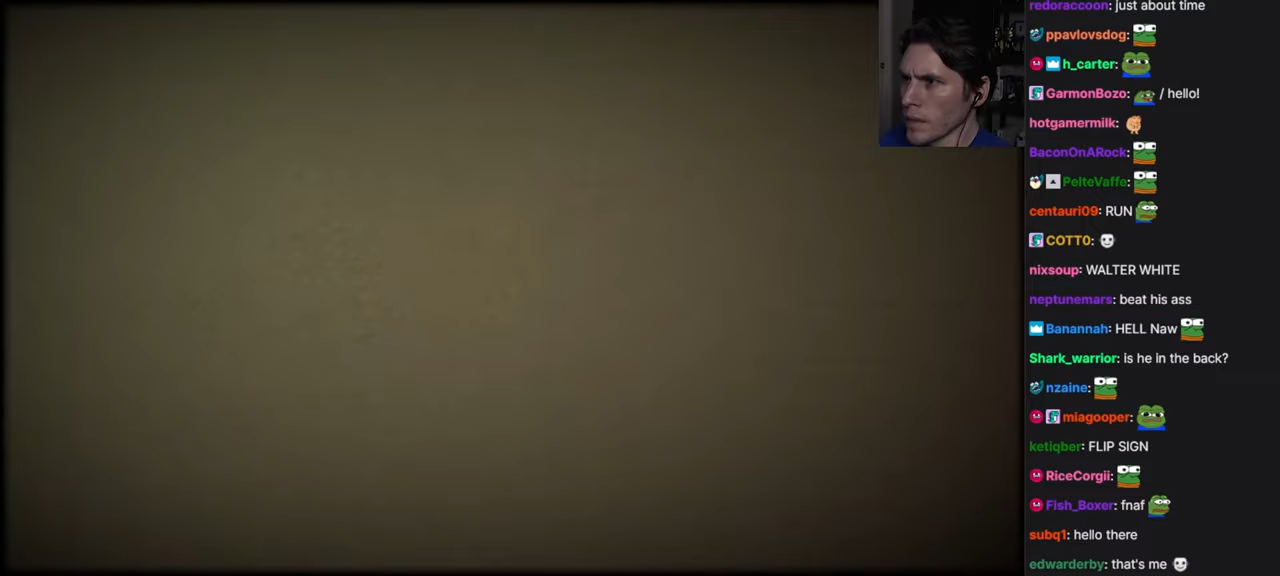 redoraccoon: just about time
ppavlovsdog:
h_carter:
GarmonBozo: / hello!
hotgamermilk:
BaconOnARock:
PelteVaffe:
centauri09: RUN
COTT0:
nixsoup: WALTER WHITE
neptunemars: beat his ass
Banannah: HELL Naw
Shark_warrior: is he in the back?
nzaine:
miagooper:
ketiqber: FLIP SIGN
RiceCorgii:
Fish_Boxer: fnaf
subq1: hello there
edwarderby: that's me